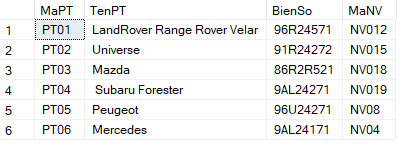 MaPT TenPT BienSo MaNV
1 PT01 LandRover Range Rover Velar 96R24571 NV012
2 PT02 Universe 91R24272 NV015
3 PT03 Mazda 86R2R521 NV018
4 PT04 Subaru Forester 9AL24271 NV019
5 PT05 Peugeot 96U24271 NV08
6 PT06 Mercedes 9AL24171 NV04